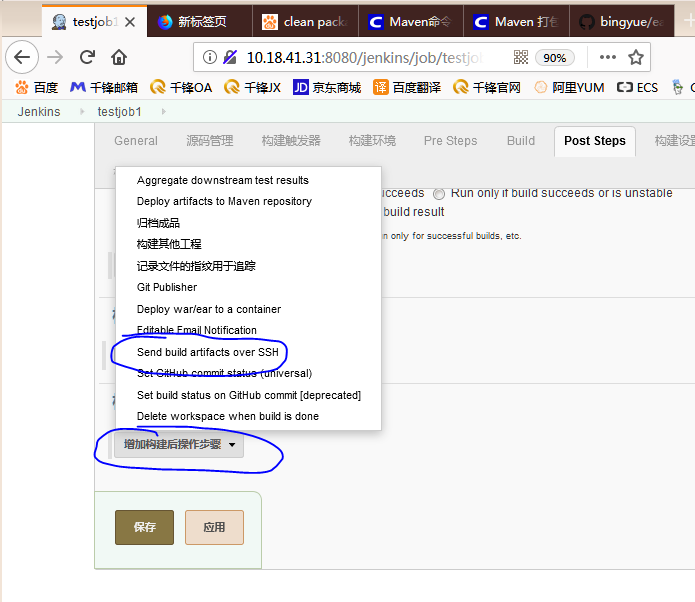 testjob1
新标签页
clean pack
Maven命令
Maven 打包
bingyue/ea
10.18.41.31:8080/jenkins/job/testjo
90%
百度 千锋邮箱 千锋OA 千锋JX JD 京东商城 译 百度翻译 千锋官网 阿里YUM ECS
Jenkins testjob1
General 源码管理 构建触发器 构建环境 Pre Steps Build Post Steps 构建设置
ucceeds Run only if build succeeds or is unstable
build result
n only for successful builds, etc.
Aggregate downstream test results
Deploy artifacts to Maven repository
归档成品
构建其他工程
记录文件的指纹用于追踪
Git Publisher
Deploy war/ear to a container
Editable Email Notification
Send build artifacts over SSH
Set GitHub commit status (universal)
Set build status on GitHub commit [deprecated]
Delete workspace when build is done
增加构建后操作步骤
保存 应用